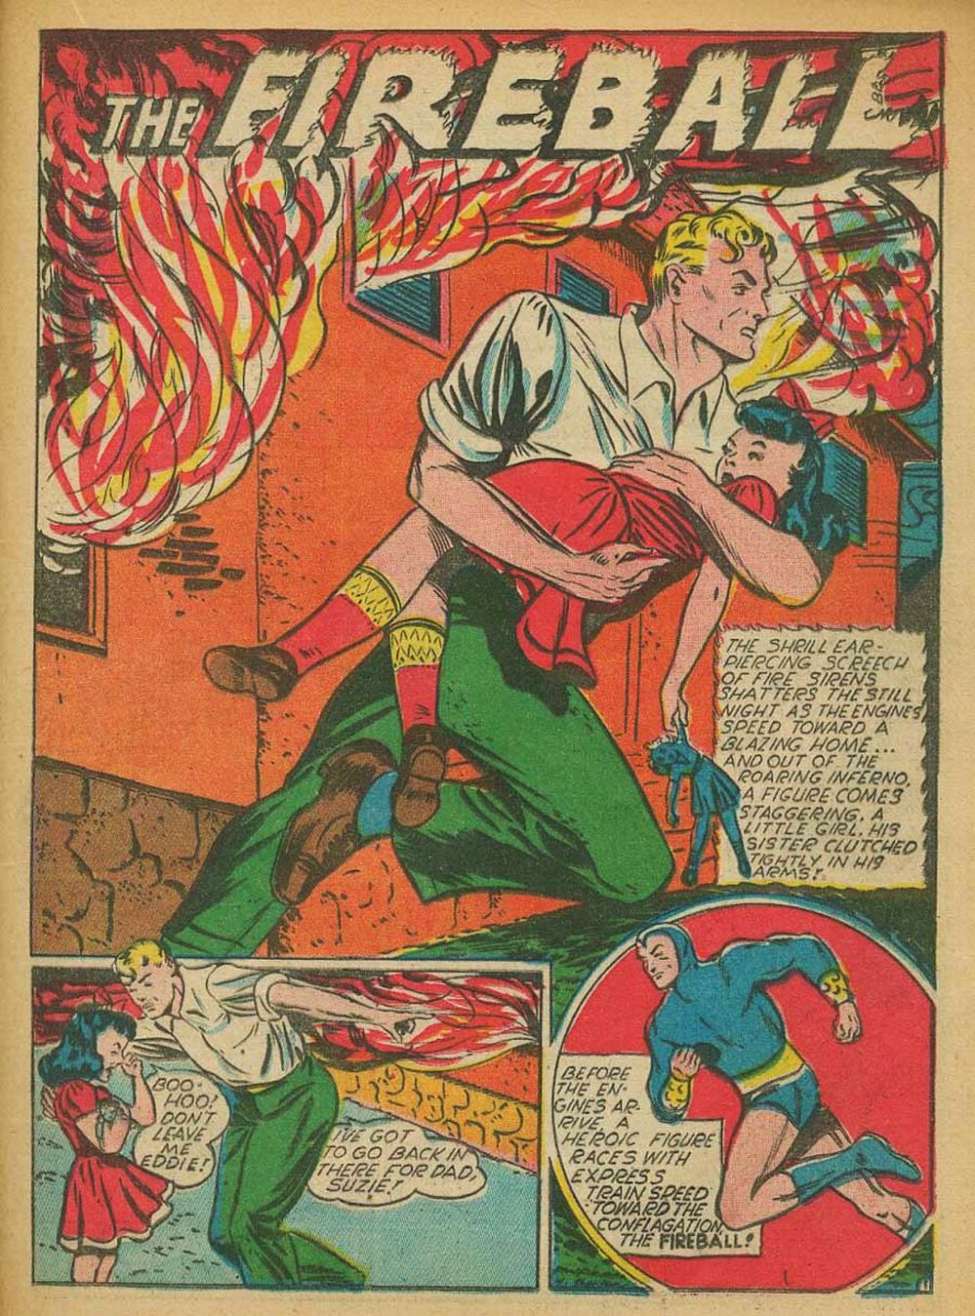 THE FIREBALL
THE SHRILL EAR-
PIERCING SCREECH
OF FIRE SIRENS
SHATTERS THE STILL
NIGHT AS THE ENGINES
SPEED TOWARD A
BLAZING HOME...
AND OUT OF THE
ROARING INFERNO,
A FIGURE COMES
STAGGERING, A
LITTLE GIRL, HIS
SISTER CLUTCHED
TIGHTLY IN HIS
ARMS!
BOO-
HOO!
DON'T
LEAVE
ME
EDDIE!
I'VE GOT
TO GO BACK IN
THERE FOR DAD,
SUZIE!
BEFORE
THE EN-
GINES AR-
RIVE, A
HEROIC FIGURE
RACES WITH
EXPRESS
TRAIN SPEED
TOWARD THE
CONFLAGATION
THE FIREBALL!